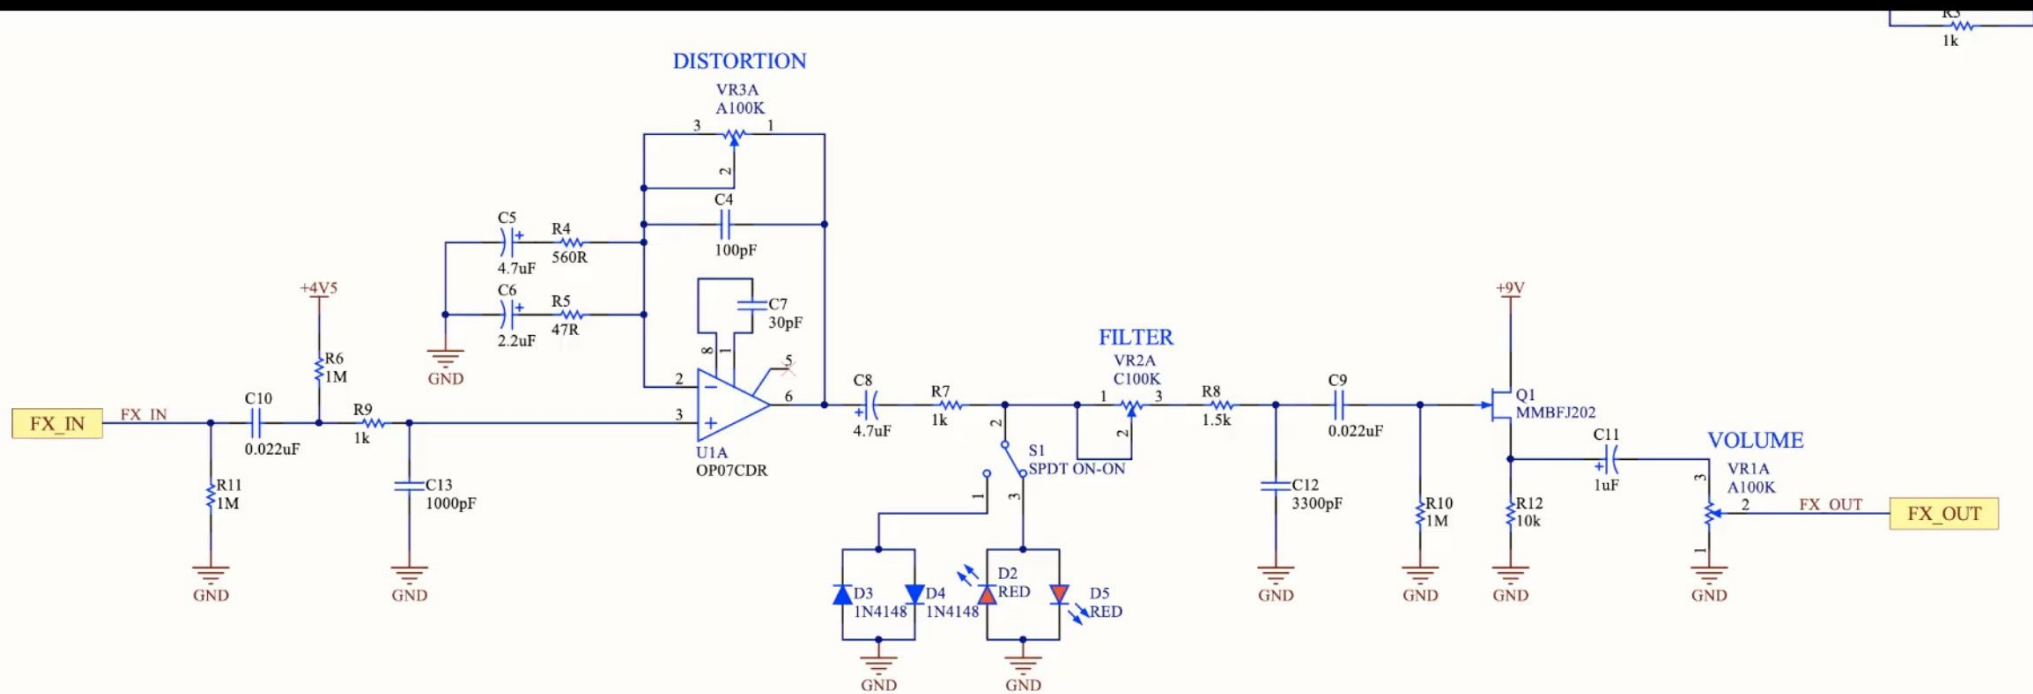 R3
1k
DISTORTION
VR3A
A100K
3
1
2
C4
100pF
C5
4.7uF
R4
560R
C6
2.2uF
R5
47R
GND
C7
30pF
8
1
5
2
3
6
U1A
OP07CDR
+4V5
R6
1M
FX_IN
FX_IN
C10
0.022uF
R9
1k
R11
1M
GND
C13
1000pF
GND
C8
4.7uF
R7
1k
2
S1
SPDT ON-ON
1
3
FILTER
VR2A
C100K
1
3
2
R8
1.5k
C9
0.022uF
C12
3300pF
GND
D3
1N4148
D4
1N4148
GND
D2
RED
D5
RED
GND
R10
1M
GND
+9V
Q1
MMBFJ202
R12
10k
GND
C11
1uF
VOLUME
VR1A
A100K
3
2
1
GND
FX_OUT
FX_OUT